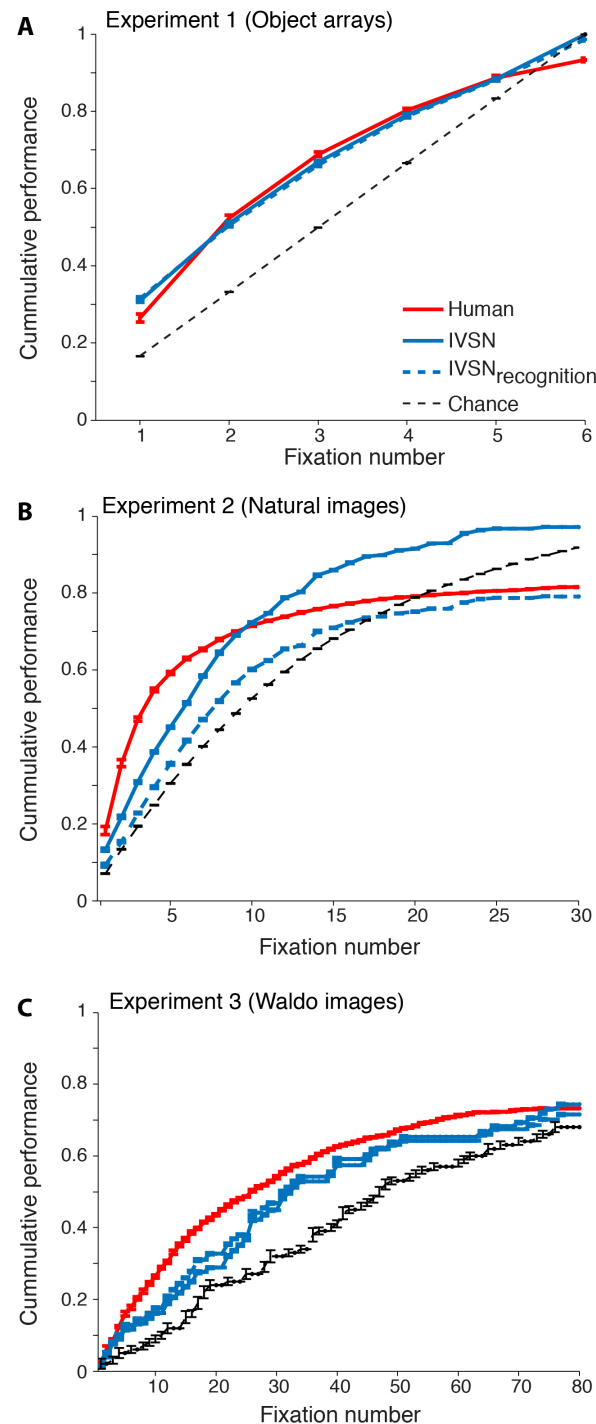 A
Experiment 1 (Object arrays)
Cummulative performance
1
0.8
0.6
0.4
0.2
0
Human
IVSN
IVSNrecognition
Chance
1 2 3 4 5 6
Fixation number
B
Experiment 2 (Natural images)
Cummulative performance
1
0.8
0.6
0.4
0.2
0
5 10 15 20 25 30
Fixation number
C
Experiment 3 (Waldo images)
Cummulative performance
1
0.8
0.6
0.4
0.2
0
10 20 30 40 50 60 70 80
Fixation number